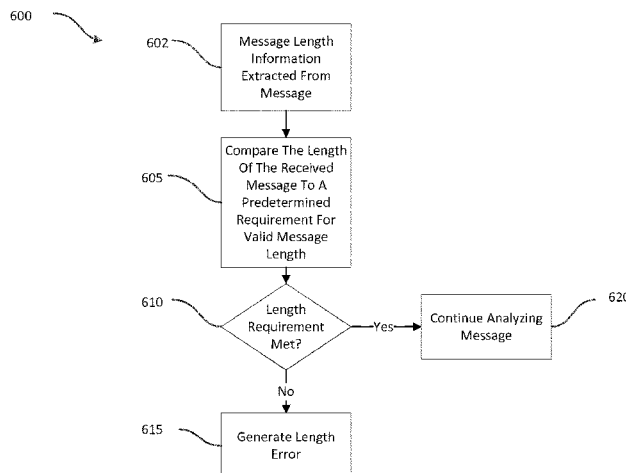 600
602
Message Length
Information
Extracted From
Message
605
Compare The Length
Of The Received
Message To A
Predetermined
Requirement For
Valid Message
Length
610
Length
Requirement
Met?
Yes
Continue Analyzing
Message
620
No
615
Generate Length
Error